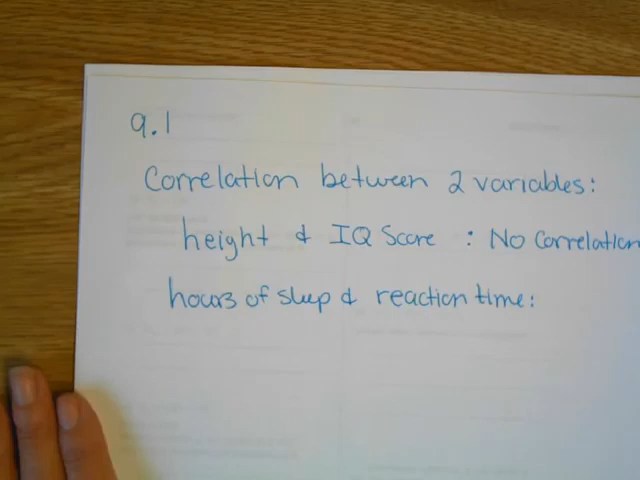 9.1
Correlation between 2 variables:
height & IQ Score : No Correlation
hours of sleep & reaction time: